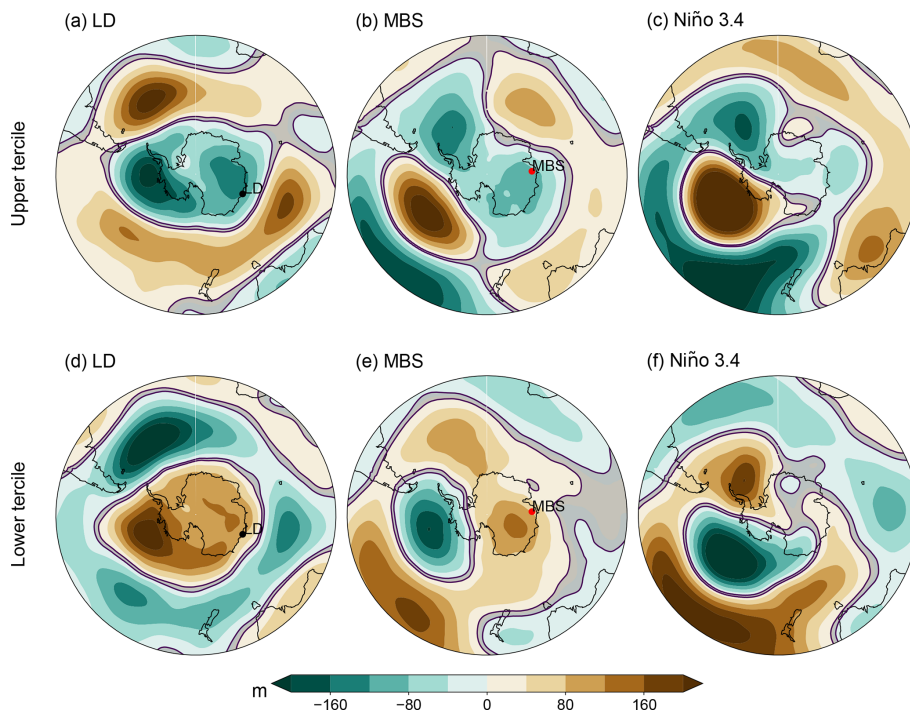 (a) LD
(b) MBS
(c) Niño 3.4
Upper tercile
LD
MBS
(d) LD
(e) MBS
(f) Niño 3.4
Lower tercile
LD
MBS
m
−160
−80
0
80
160